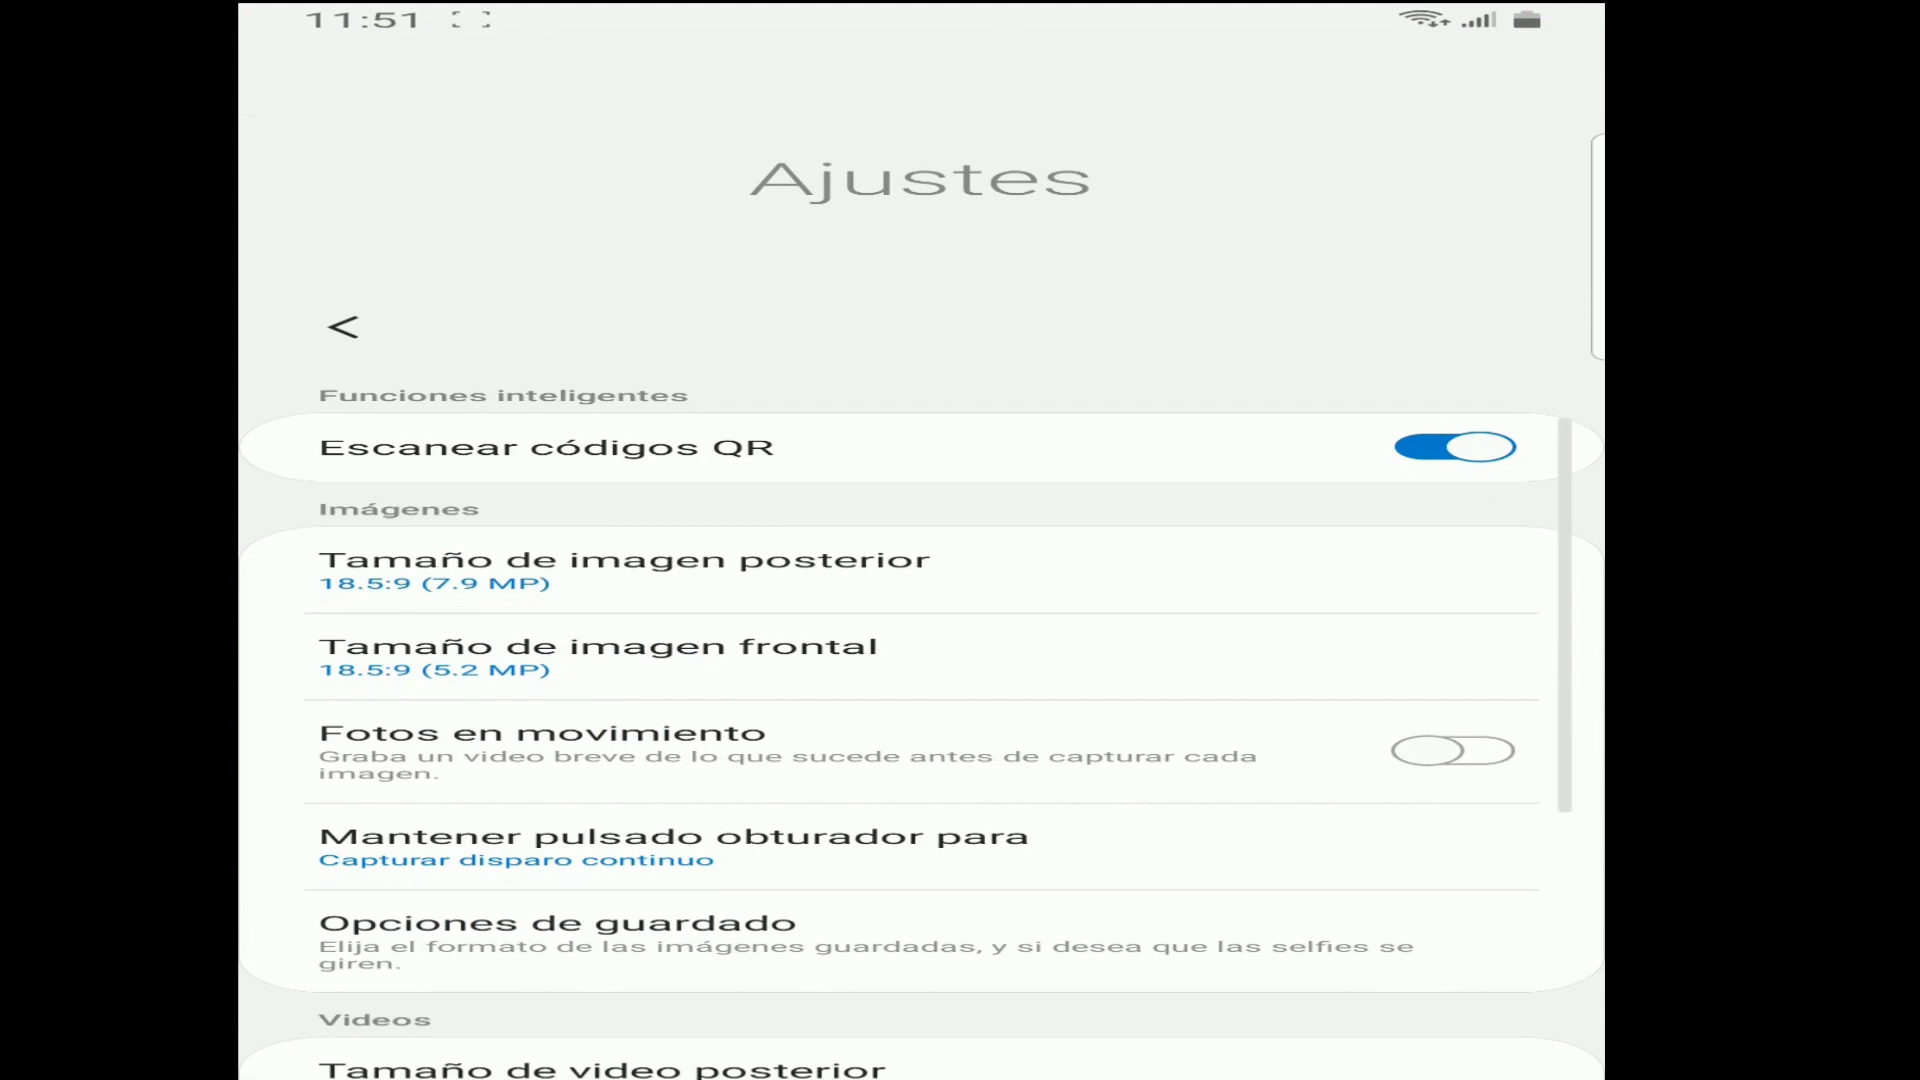 11:51
Ajustes
Funciones inteligentes
Escanear códigos QR
Imágenes
Tamaño de imagen posterior
18.5:9 (7.9 MP)
Tamaño de imagen frontal
18.5:9 (5.2 MP)
Fotos en movimiento
Graba un video breve de lo que sucede antes de capturar cada
imagen.
Mantener pulsado obturador para
Capturar disparo continuo
Opciones de guardado
Elija el formato de las imágenes guardadas, y si desea que las selfies se
giren.
Videos
Tamaño de video posterior